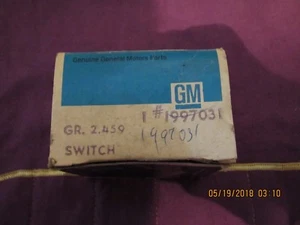 Genuine General Motors Parts
GM
1 #1997031
GR. 2.459
1997031
SWITCH
05/19/2018 03:10